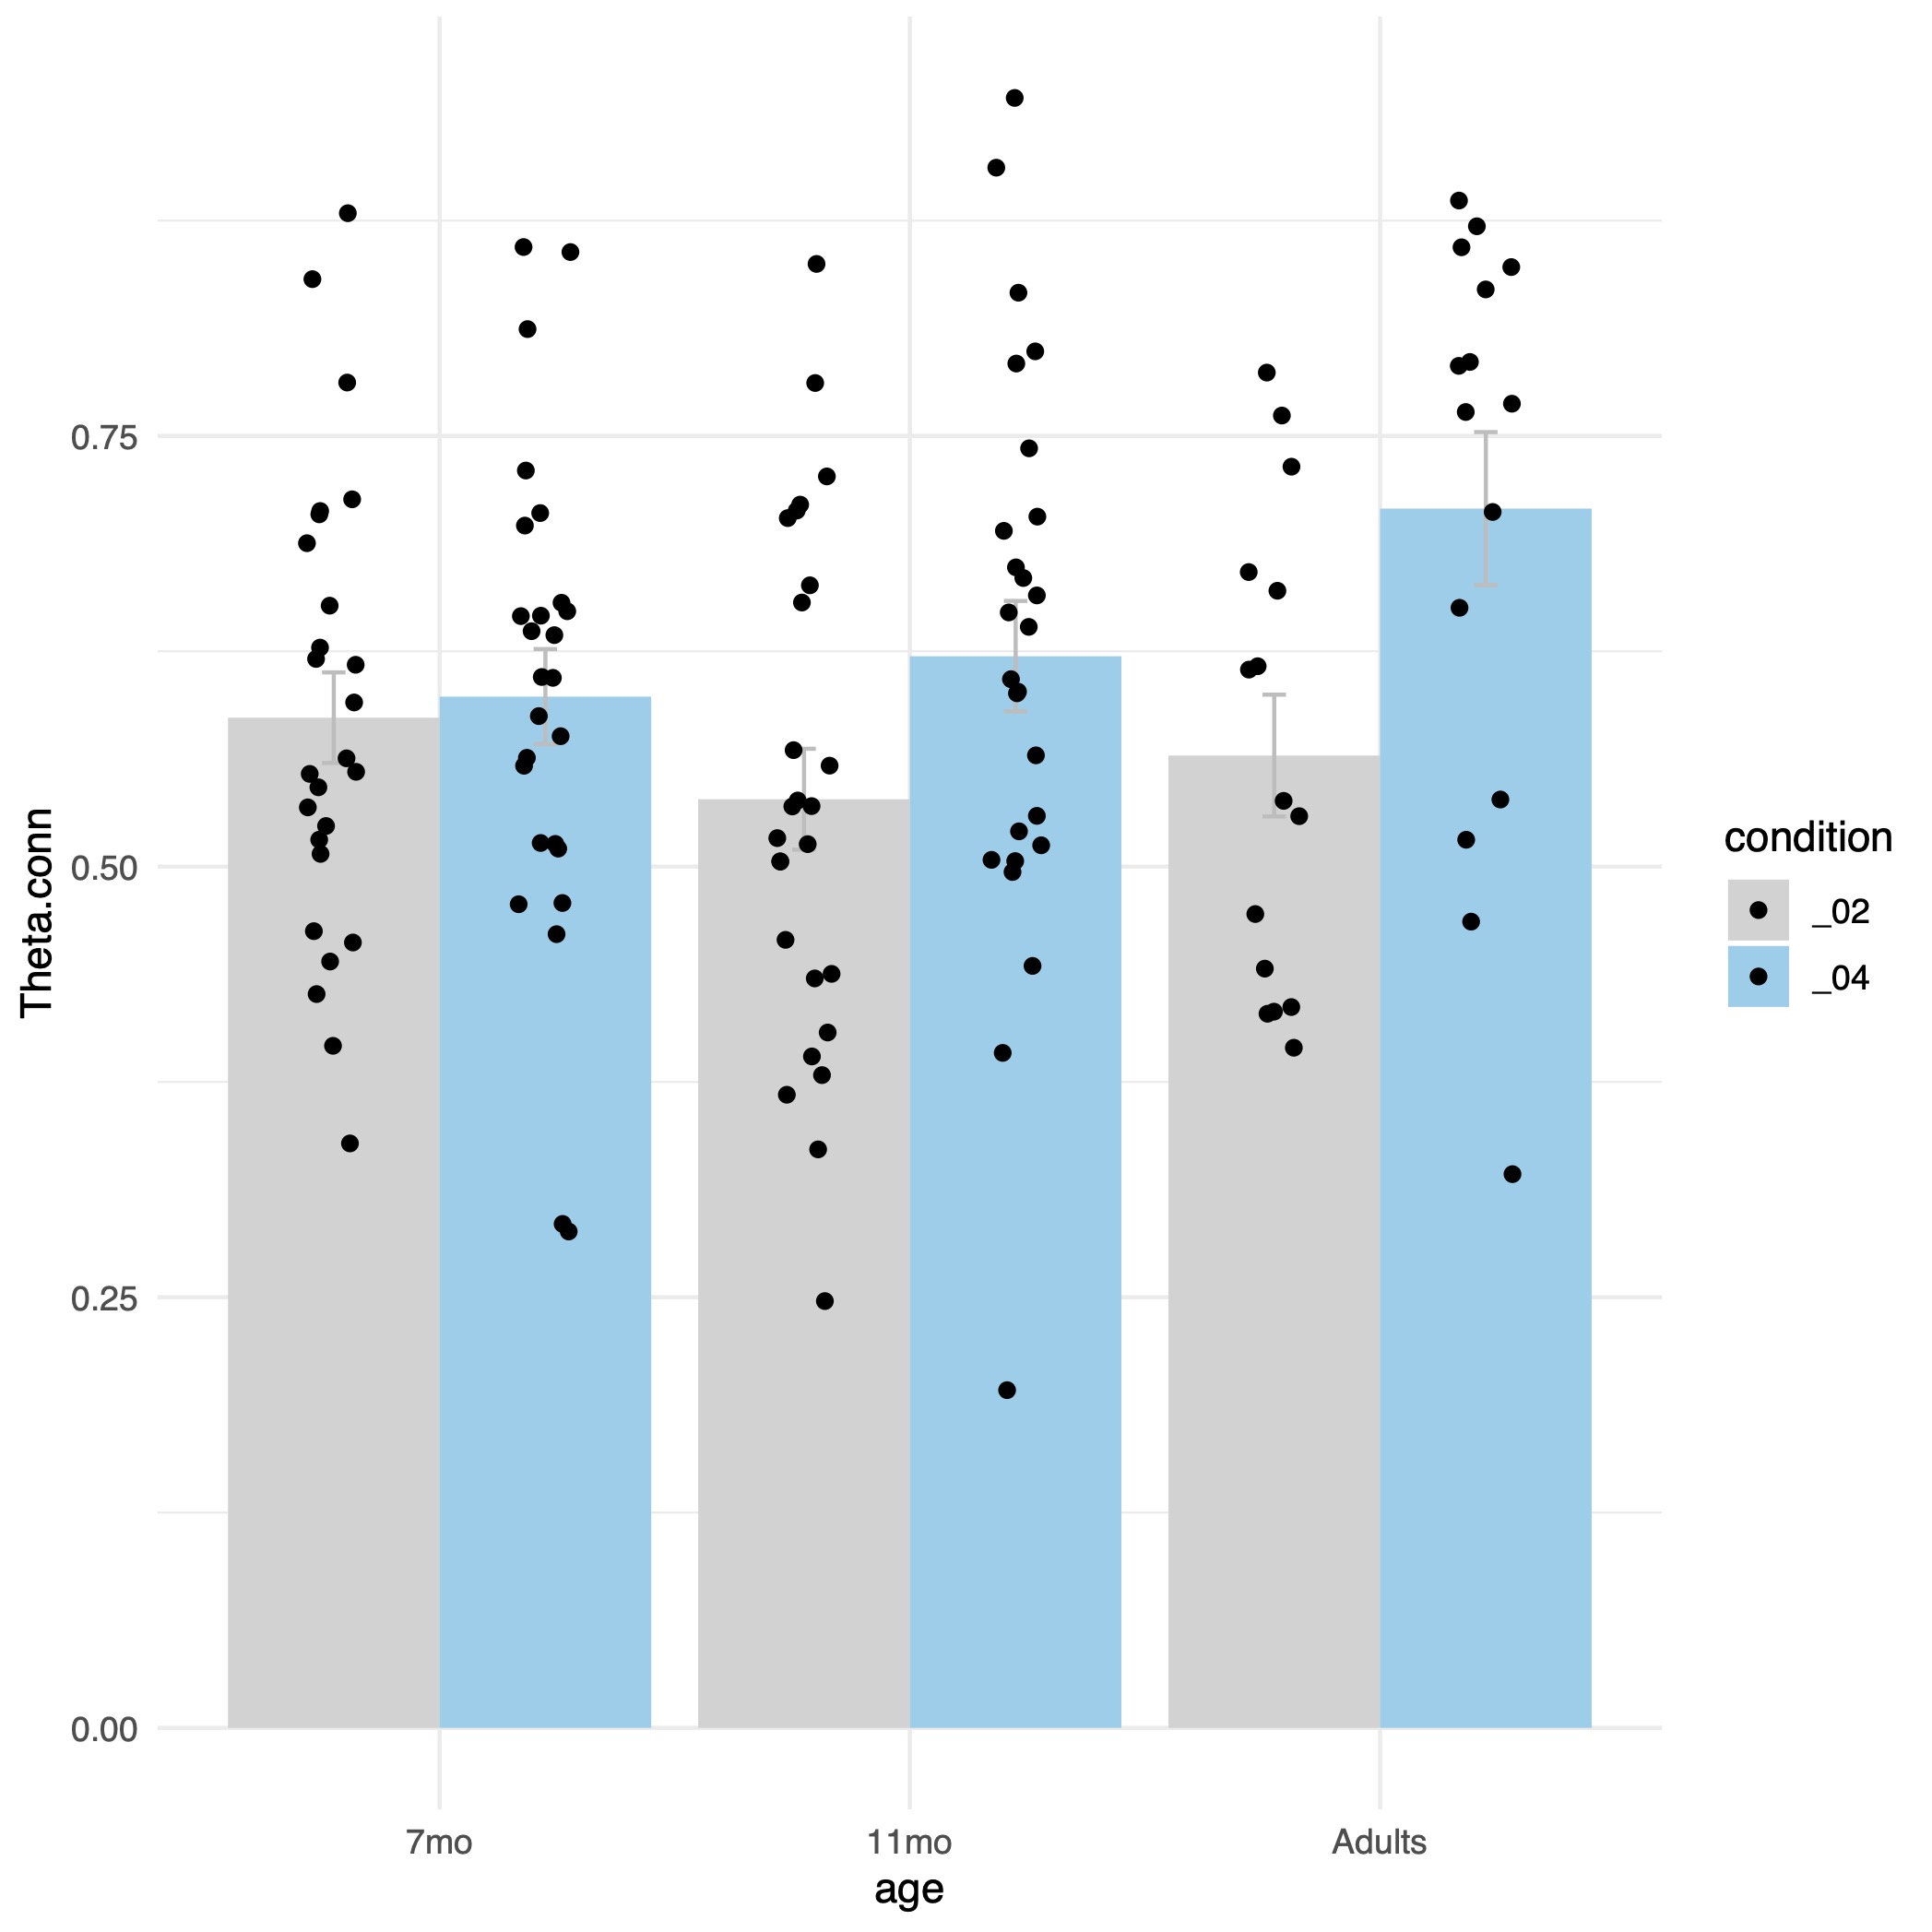 Theta.conn
0.75
0.50
0.25
0.00
7mo
11mo
Adults
age
condition
_02
_04